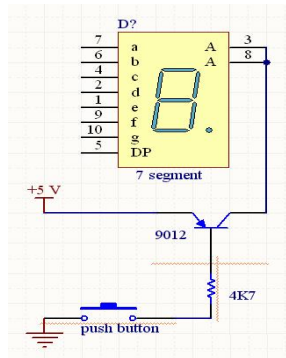 D?
7 a A 3
6 b A 8
4 c
2 d
1 e
9 f
10 g
5 DP
7 segment
+5 V
9012
4K7
push button